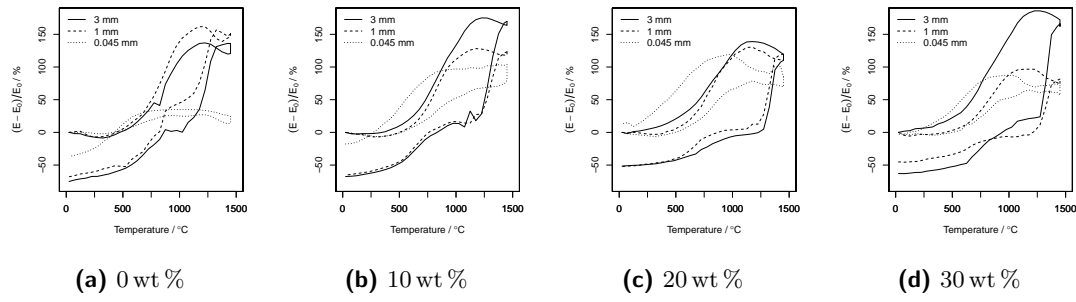 3 mm
1 mm
0.045 mm
(E − E₀)/E₀/ %
150
100
50
0
−50
0
500
1000
1500
Temperature / °C
(a) 0 wt %
3 mm
1 mm
0.045 mm
(E − E₀)/E₀/ %
150
100
50
0
−50
0
500
1000
1500
Temperature / °C
(b) 10 wt %
3 mm
1 mm
0.045 mm
(E − E₀)/E₀/ %
150
100
50
0
−50
0
500
1000
1500
Temperature / °C
(c) 20 wt %
3 mm
1 mm
0.045 mm
(E − E₀)/E₀/ %
150
100
50
0
−50
0
500
1000
1500
Temperature / °C
(d) 30 wt %